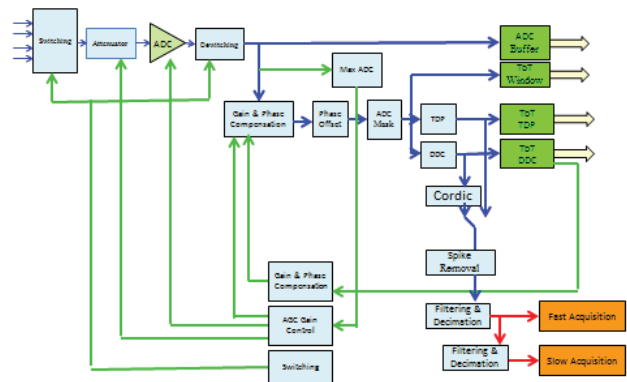 Switching
Attenuator
ADC
Deswitching
ADC
Buffer
ToT
Window
Max ADC
Gain & Phase
Compensation
Phase
Offset
ADC
Mask
TDP
ToT
TDP
DDC
ToT
DDC
Cordic
Spike
Removal
Gain & Phase
Compensation
AGC Gain
Control
Switching
Filtering &
Decimation
Fast Acquisition
Filtering &
Decimation
Slow Acquisition